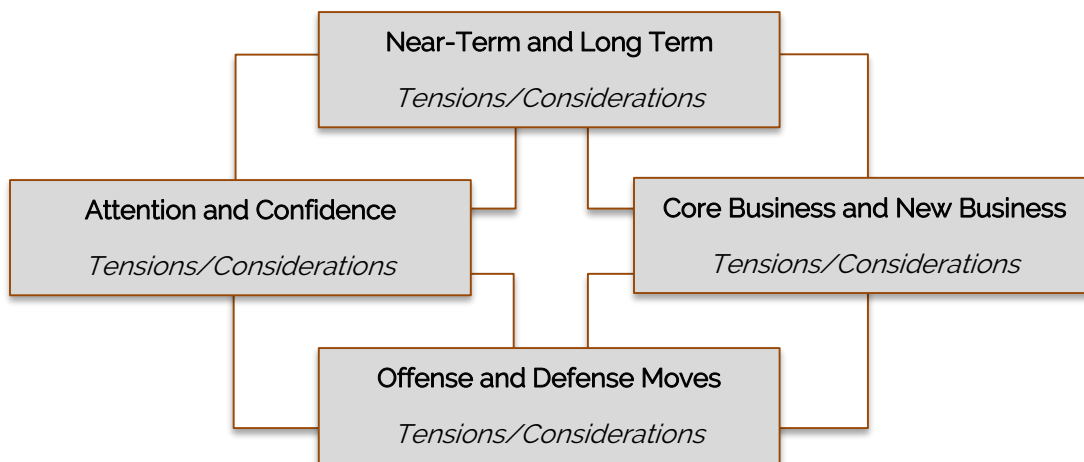 Near-Term and Long Term
Tensions/Considerations
Attention and Confidence
Tensions/Considerations
Core Business and New Business
Tensions/Considerations
Offense and Defense Moves
Tensions/Considerations